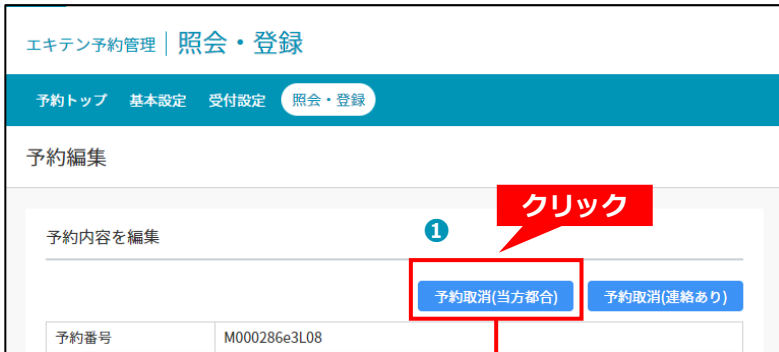 エキテン予約管理 | 照会・登録
予約トップ 基本設定 受付設定 照会・登録
予約編集
クリック
予約内容を編集 ❶
予約取消(当方都合) 予約取消(連絡あり)
予約番号 M000286e3L08